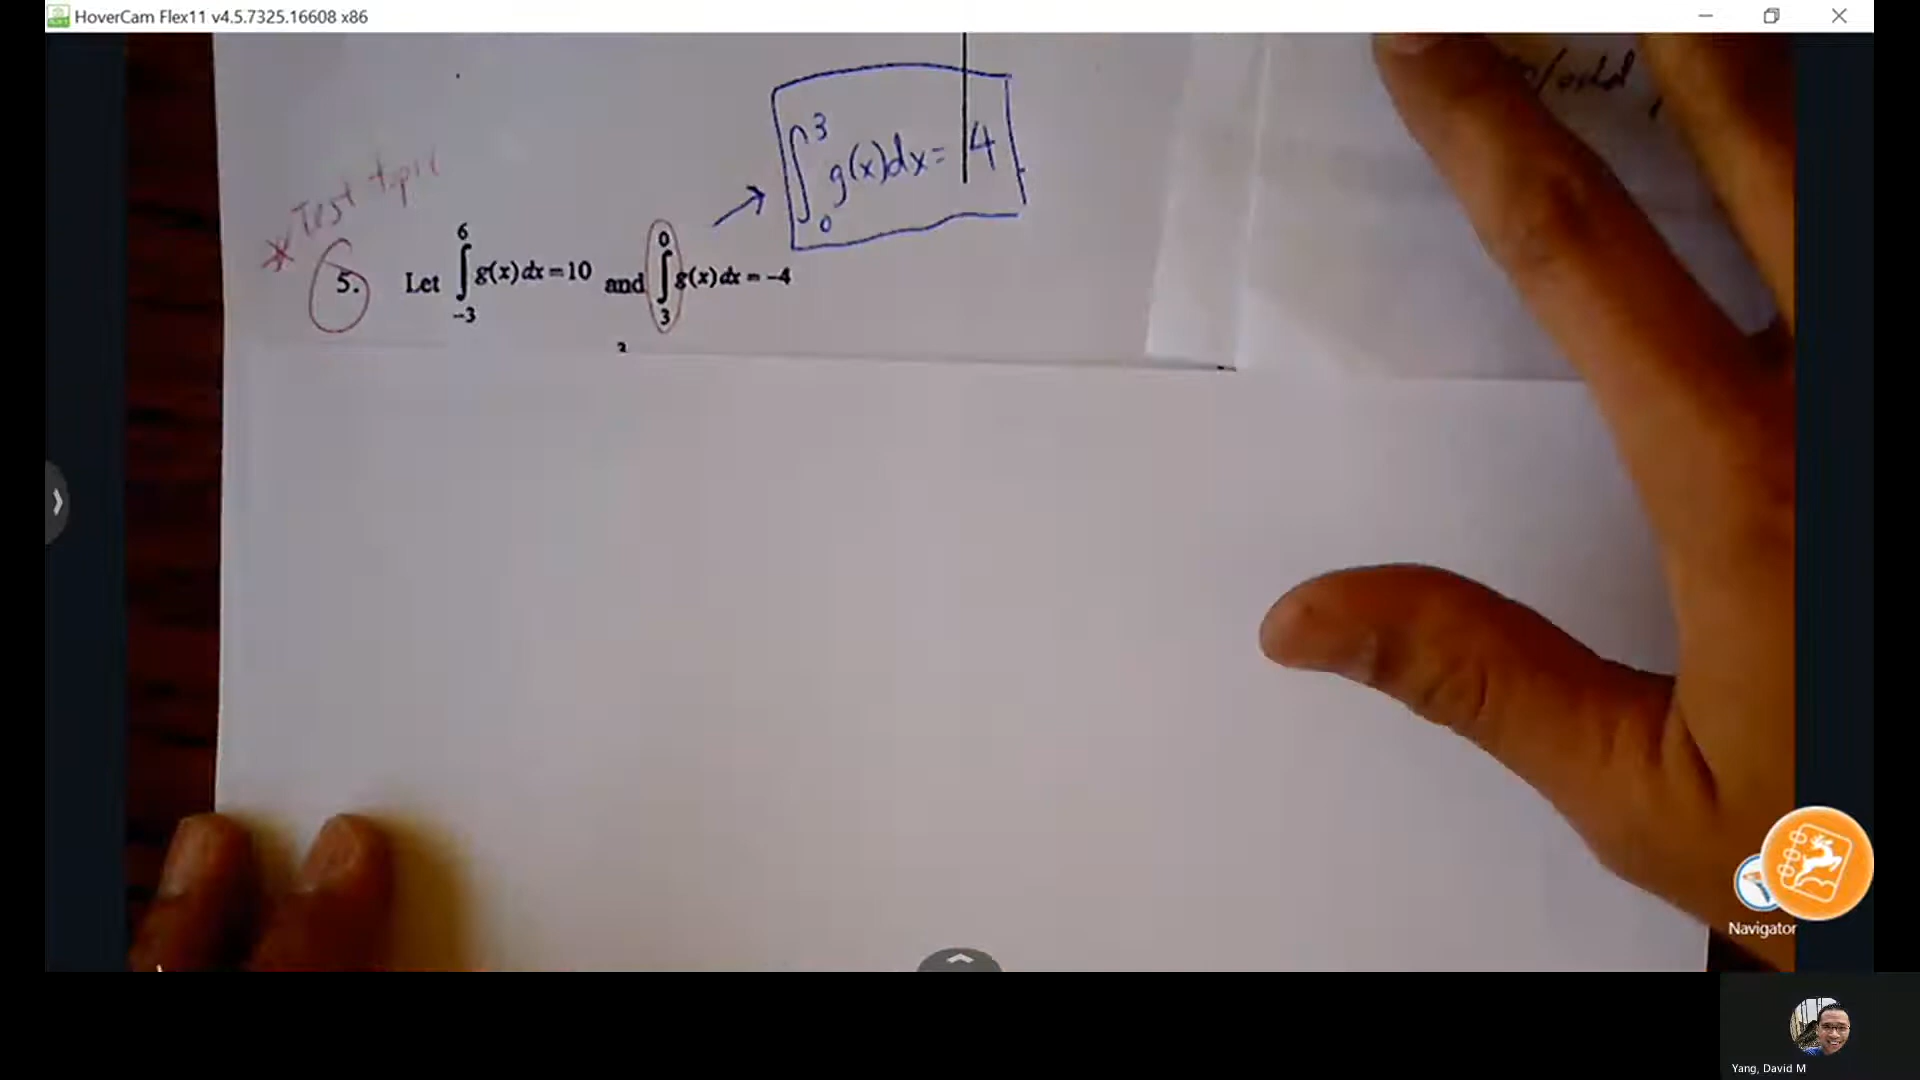 HoverCam Flex11 v4.5.7325.16608 x86
∫₀³ g(x)dx = 4
* Test topic
5. Let ∫₋₃⁶ g(x) dx = 10 and ∫₃⁰ g(x) dx = -4
Navigator
Yang, David M